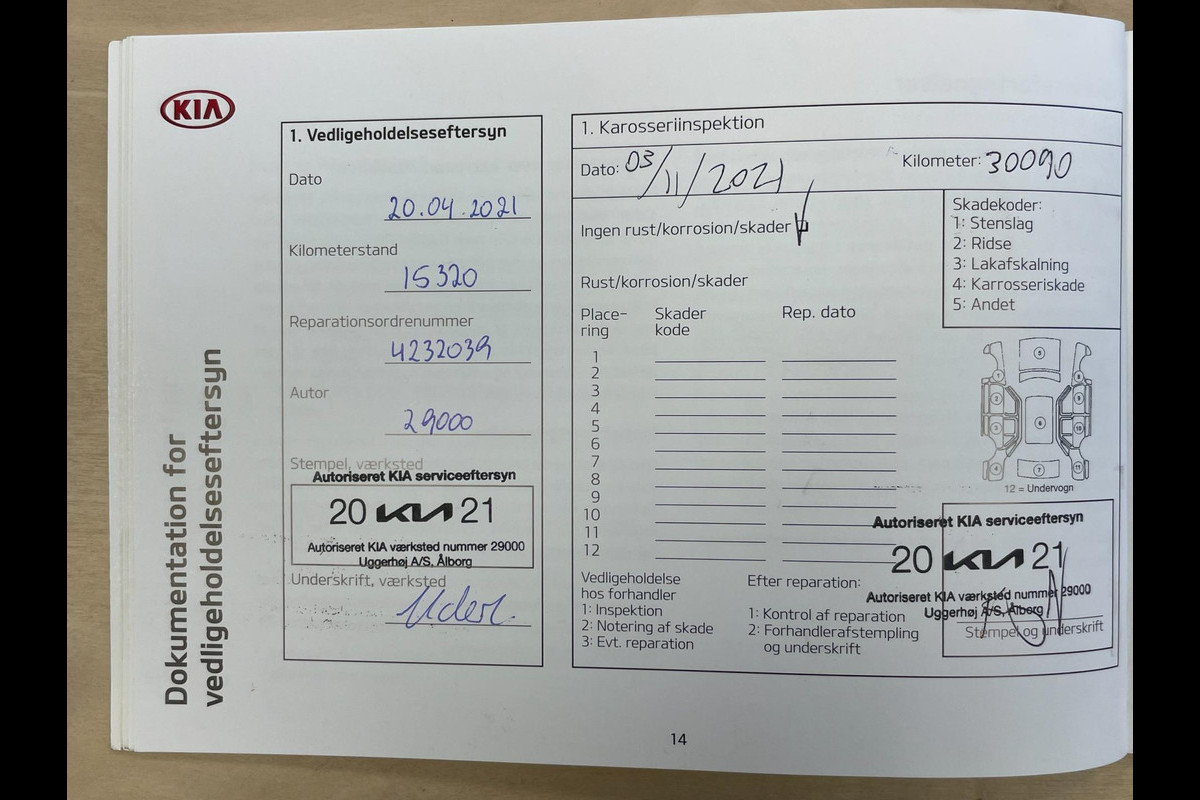 KIA
Dokumentation for
vedligeholdelseseftersyn
1. Vedligeholdelseseftersyn
Dato
20.04.2021
Kilometerstand
15320
Reparationsordrenummer
4232039
Autor
29000
Stempel, værksted
Autoriseret KIA serviceeftersyn
20 KIA 21
Autoriseret KIA værksted nummer 29000
Uggerhøj A/S, Ålborg
Underskrift, værksted
1. Karosseriinspektion
Dato: 03/11/2021 Kilometer: 30090
Ingen rust/korrosion/skader
Skadekoder:
1: Stenslag
2: Ridse
3: Lakafskalning
4: Karrosseriskade
5: Andet
Rust/korrosion/skader
Place-
ring
Skader
kode
Rep. dato
1
2
3
4
5
6
7
8
9
10
11
12
12 = Undervogn
Vedligeholdelse
hos forhandler
1: Inspektion
2: Notering af skade
3: Evt. reparation
Efter reparation:
1: Kontrol af reparation
2: Forhandlerafstempling
og underskrift
Autoriseret KIA serviceeftersyn
20 KIA 21
Autoriseret KIA værksted nummer 29000
Uggerhøj A/S, Ålborg
Stempel og underskrift
14